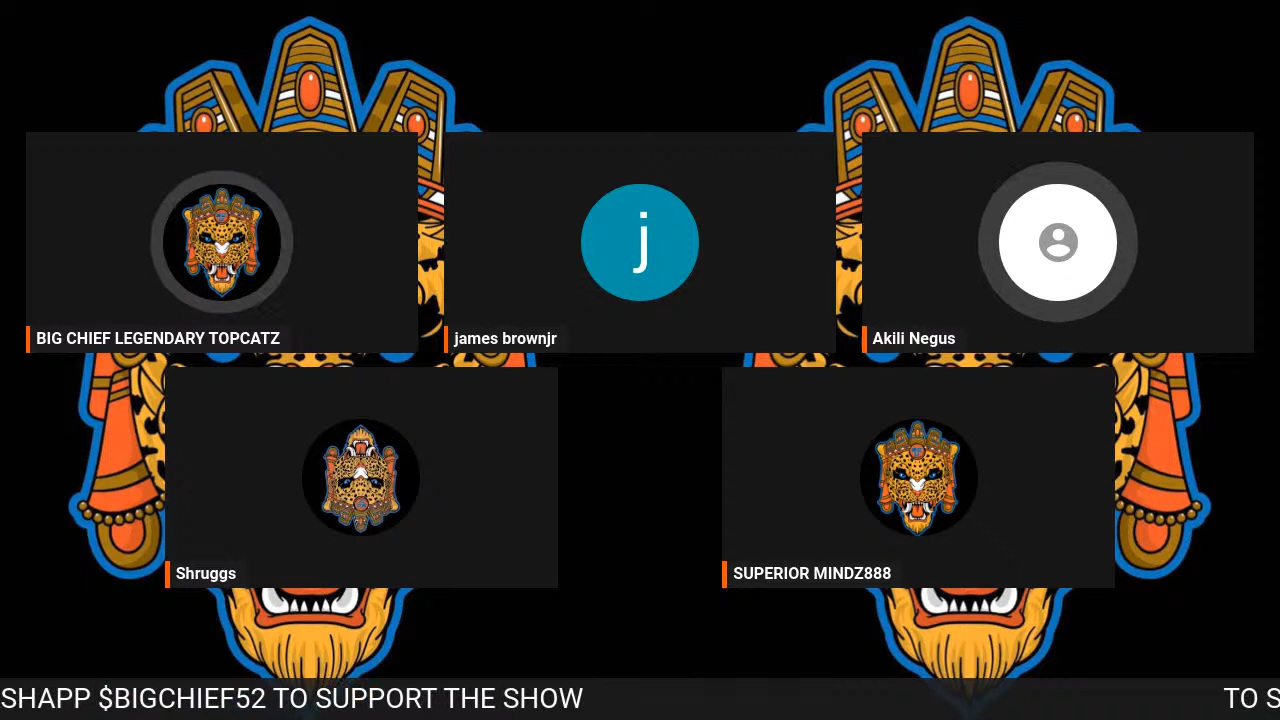 BIG CHIEF LEGENDARY TOPCATZ
j
james brownjr
Akili Negus
Shruggs
SUPERIOR MINDZ888
SHAPP $BIGCHIEF52 TO SUPPORT THE SHOW
TO S